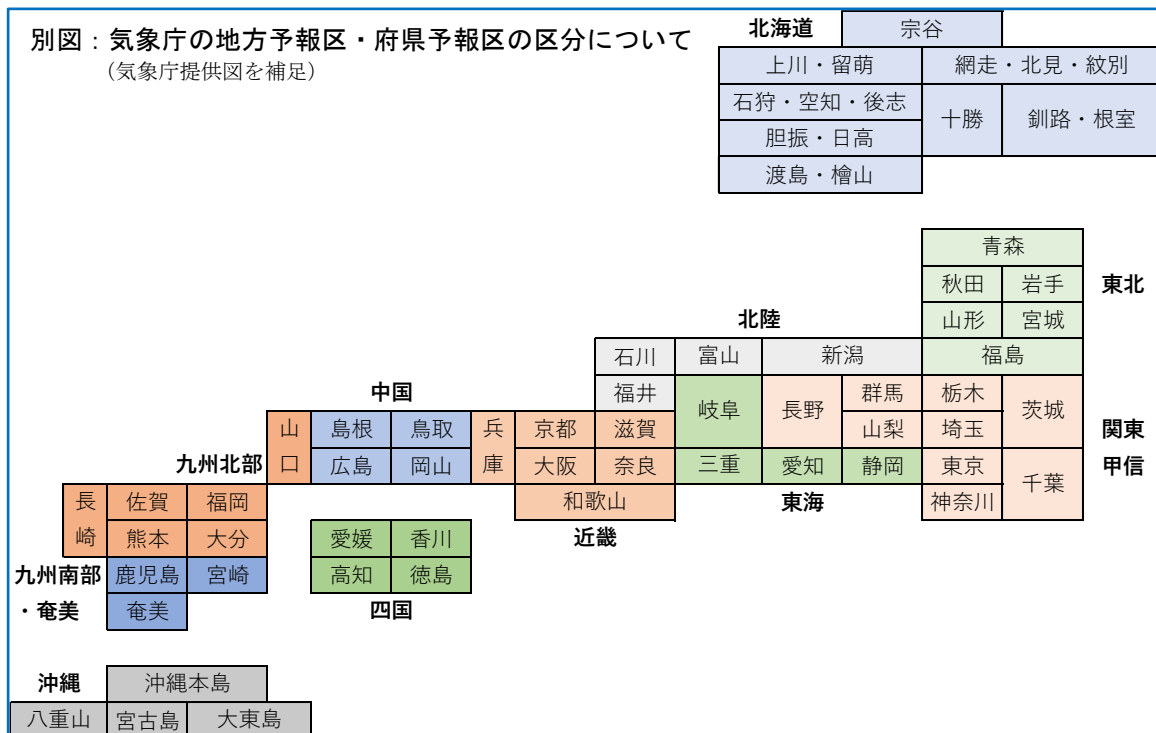 別図：気象庁の地方予報区・府県予報区の区分について
（気象庁提供図を補足）
北海道
宗谷
上川・留萌
網走・北見・紋別
石狩・空知・後志
十勝
釧路・根室
胆振・日高
渡島・檜山
青森
秋田
岩手
東北
山形
宮城
北陸
石川
富山
新潟
福島
中国
福井
岐阜
長野
群馬
栃木
茨城
山口
島根
鳥取
兵庫
京都
滋賀
山梨
埼玉
関東
甲信
九州北部
広島
岡山
大阪
奈良
三重
愛知
静岡
東京
千葉
長崎
佐賀
福岡
和歌山
東海
神奈川
熊本
大分
愛媛
香川
近畿
九州南部
・奄美
鹿児島
宮崎
高知
徳島
奄美
四国
沖縄
沖縄本島
八重山
宮古島
大東島